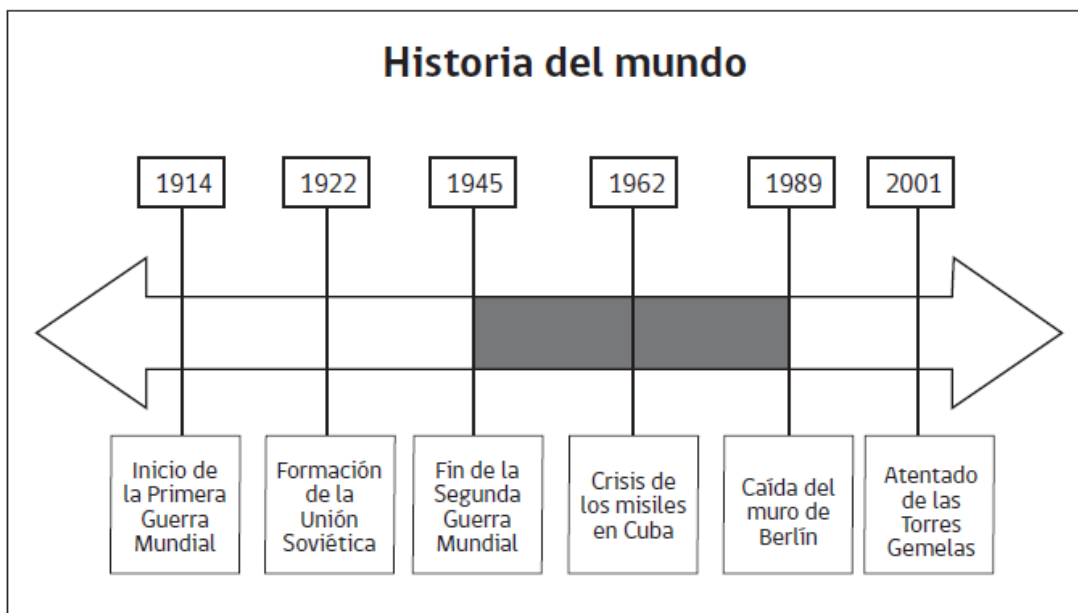 Historia del mundo
1914
1922
1945
1962
1989
2001
Inicio de
la Primera
Guerra
Mundial
Formación
de la
Unión
Soviética
Fin de la
Segunda
Guerra
Mundial
Crisis de
los misiles
en Cuba
Caída del
muro de
Berlín
Atentado
de las
Torres
Gemelas